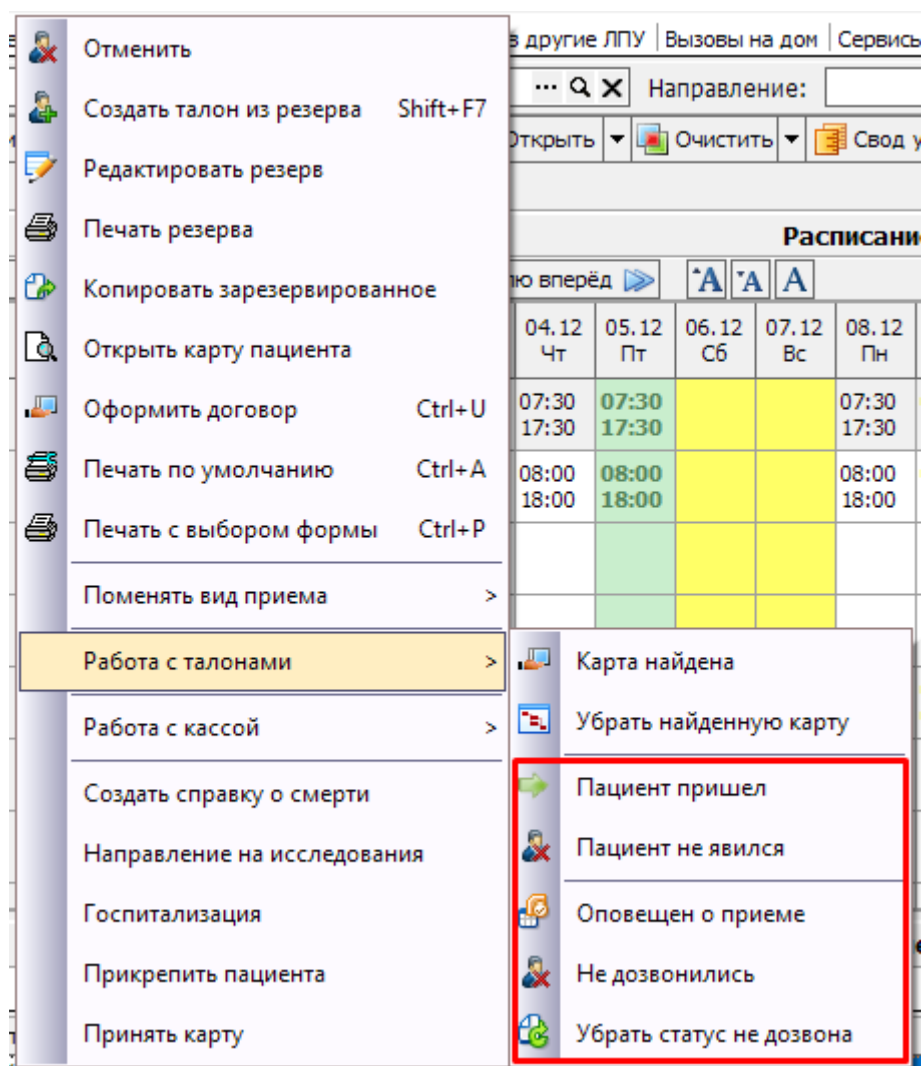 Отменить
Создать талон из резерва Shift+F7
Редактировать резерв
Печать резерва
Копировать зарезервированное
Открыть карту пациента
Оформить договор Ctrl+U
Печать по умолчанию Ctrl+A
Печать с выбором формы Ctrl+P
Поменять вид приема >
Работа с талонами >
Работа с кассой >
Создать справку о смерти
Направление на исследования
Госпитализация
Прикрепить пациента
Принять карту
Карта найдена
Убрать найденную карту
Пациент пришел
Пациент не явился
Оповещен о приеме
Не дозвонились
Убрать статус не дозвона
в другие ЛПУ Вызовы на дом Сервисы
... Направление:
Открыть Очистить Свод у
Расписани
ю вперёд A A A
04.12 05.12 06.12 07.12 08.12
Чт Пт Сб Вс Пн
07:30 07:30 07:30
17:30 17:30 17:30
08:00 08:00 08:00
18:00 18:00 18:00